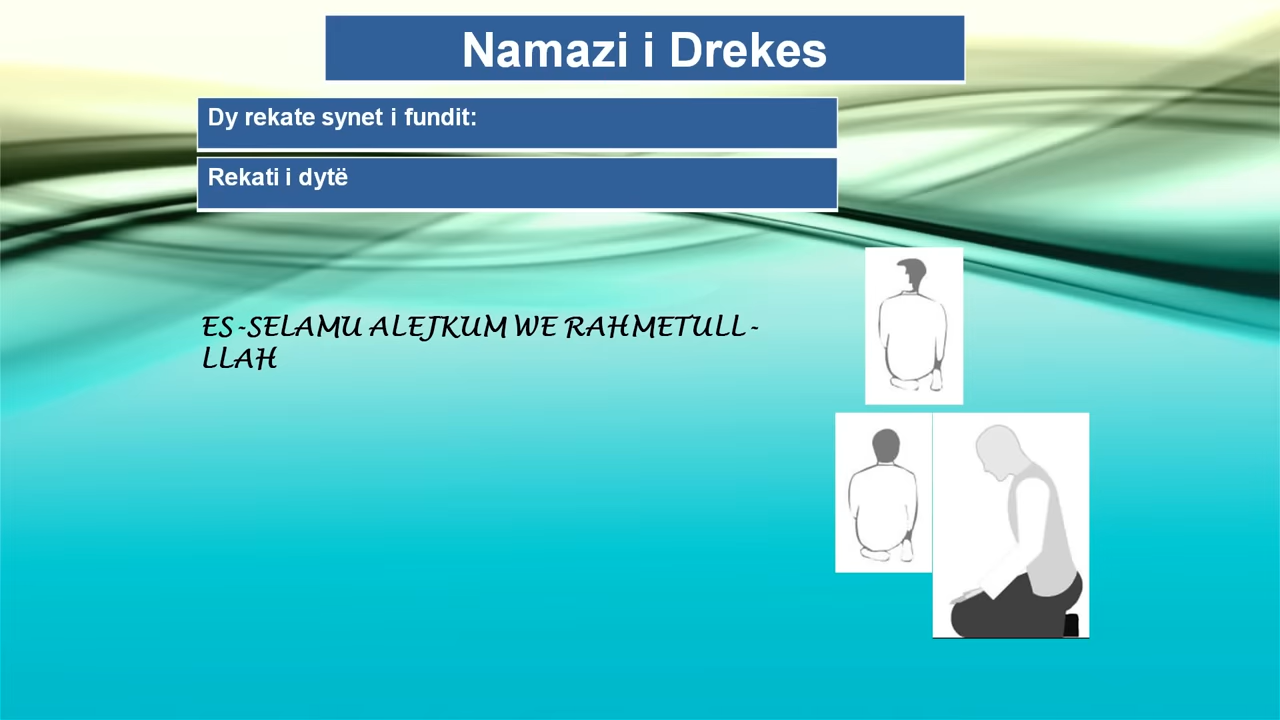 Namazi i Drekes
Dy rekate synet i fundit:
Rekati i dytë
ES-SELAMU ALEJKUM WE RAHMETULL-
LLAH